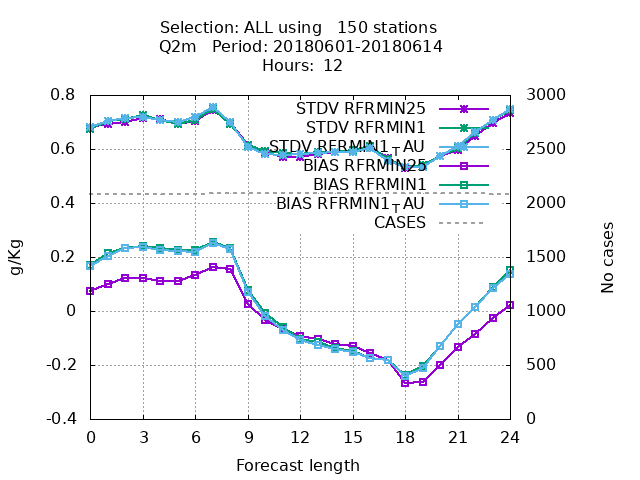 Selection: ALL using   150 stations
Q2m   Period: 20180601-20180614
Hours: 12
STDV RFRMIN25
STDV RFRMIN1
STDV RFRMIN1_AU
BIAS RFRMIN25
BIAS RFRMIN1
BIAS RFRMIN1_AU
CASES
0.8
0.6
0.4
0.2
0
-0.2
-0.4
g/Kg
3000
2500
2000
1500
1000
500
0
No cases
0 3 6 9 12 15 18 21 24
Forecast length